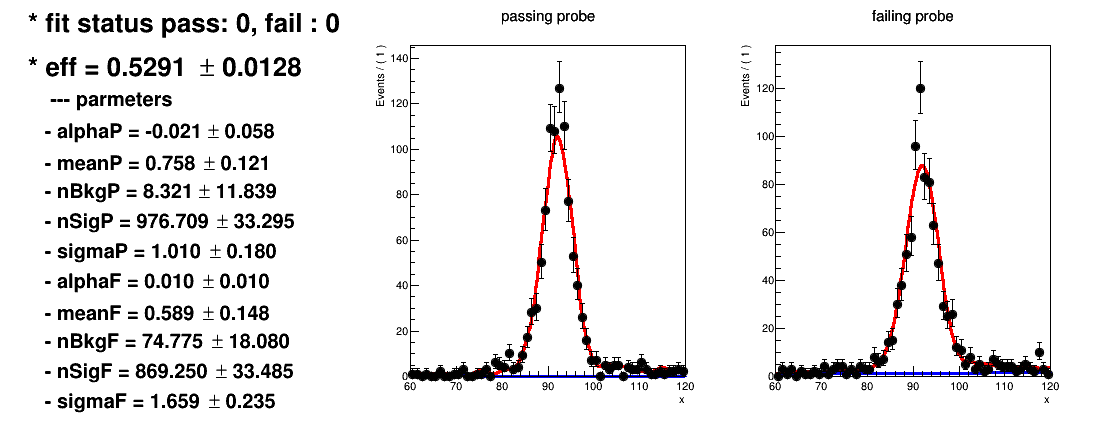 * fit status pass: 0, fail : 0
* eff = 0.5291 ± 0.0128
--- parmeters
- alphaP = -0.021 ± 0.058
- meanP = 0.758 ± 0.121
- nBkgP = 8.321 ± 11.839
- nSigP = 976.709 ± 33.295
- sigmaP = 1.010 ± 0.180
- alphaF = 0.010 ± 0.010
- meanF = 0.589 ± 0.148
- nBkgF = 74.775 ± 18.080
- nSigF = 869.250 ± 33.485
- sigmaF = 1.659 ± 0.235
passing probe
Events / ( 1 )
140
120
100
80
60
40
20
0
60 70 80 90 100 110 120
x
failing probe
Events / ( 1 )
120
100
80
60
40
20
0
60 70 80 90 100 110 120
x